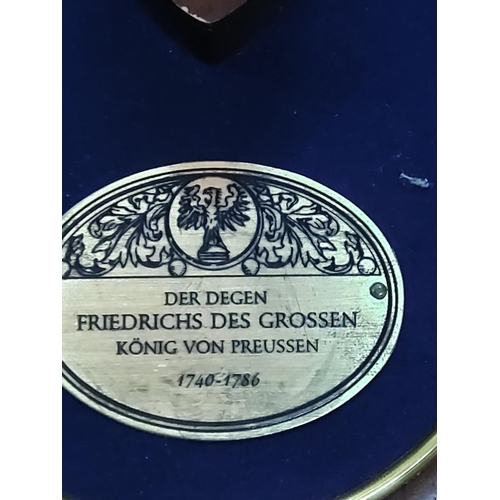 DER DEGEN
FRIEDRICHS DES GROSSEN
KÖNIG VON PREUSSEN
1740-1786